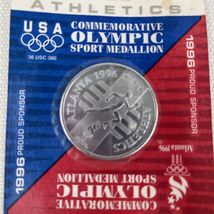 ATHLETICS
USA
36 USC 380
COMMEMORATIVE
OLYMPIC
SPORT MEDALLION
1996 PROUD SPONSOR
1996 PROUD SPONSOR
ATLANTA 1996
ATHLETICS
Atlanta 1996
COMMEMORATIVE
OLYMPIC
SPORT MEDALLION